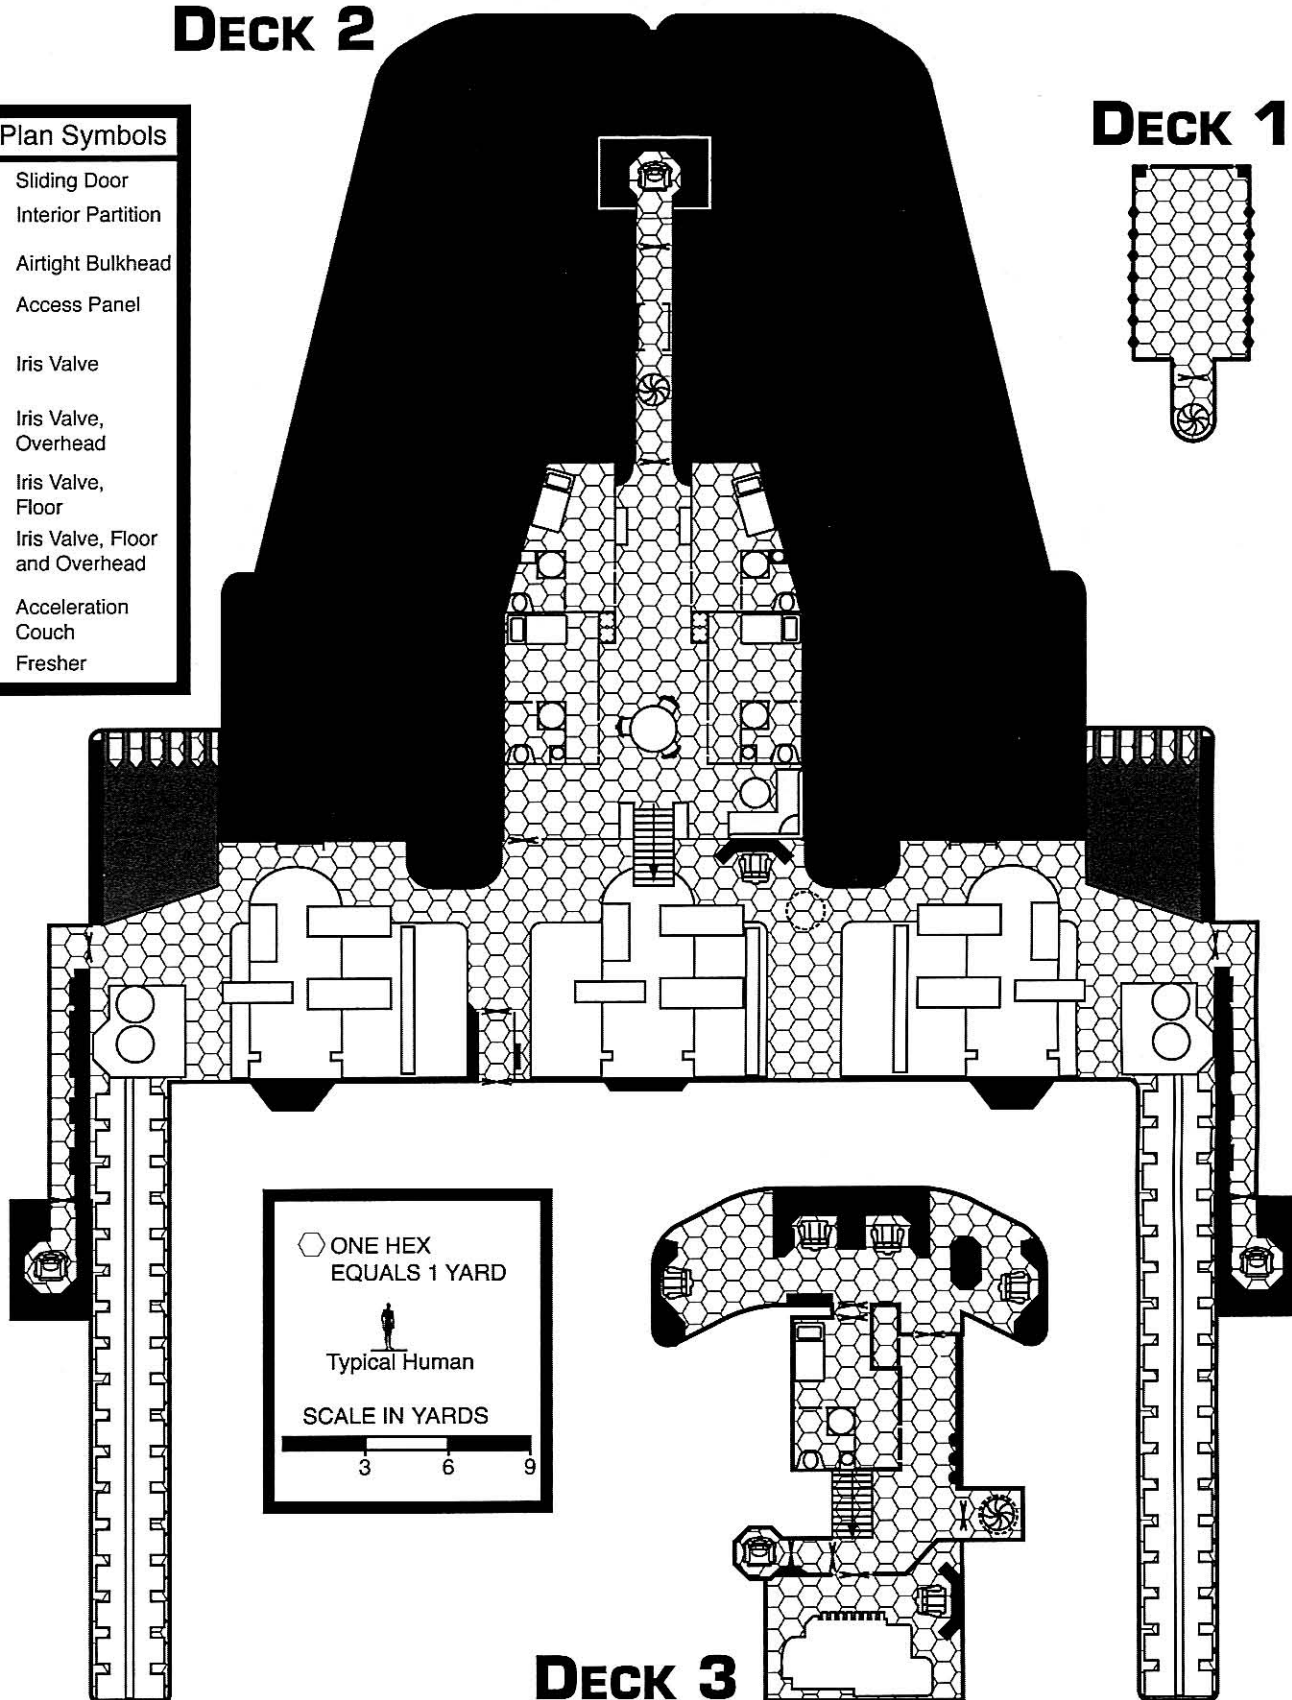 DECK 2
DECK 1
Plan Symbols
Sliding Door
Interior Partition
Airtight Bulkhead
Access Panel
Iris Valve
Iris Valve,
Overhead
Iris Valve,
Floor
Iris Valve, Floor
and Overhead
Acceleration
Couch
Fresher
ONE HEX
EQUALS 1 YARD
Typical Human
SCALE IN YARDS
3 6 9
DECK 3